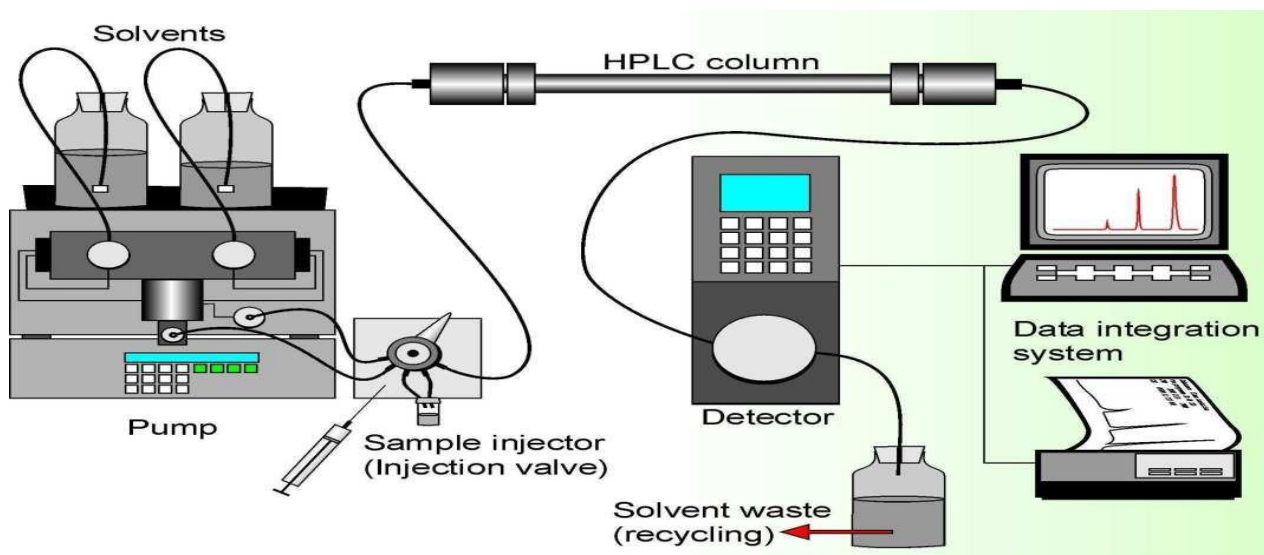 Solvents
HPLC column
Pump
Sample injector
(Injection valve)
Detector
Data integration
system
Solvent waste
(recycling)